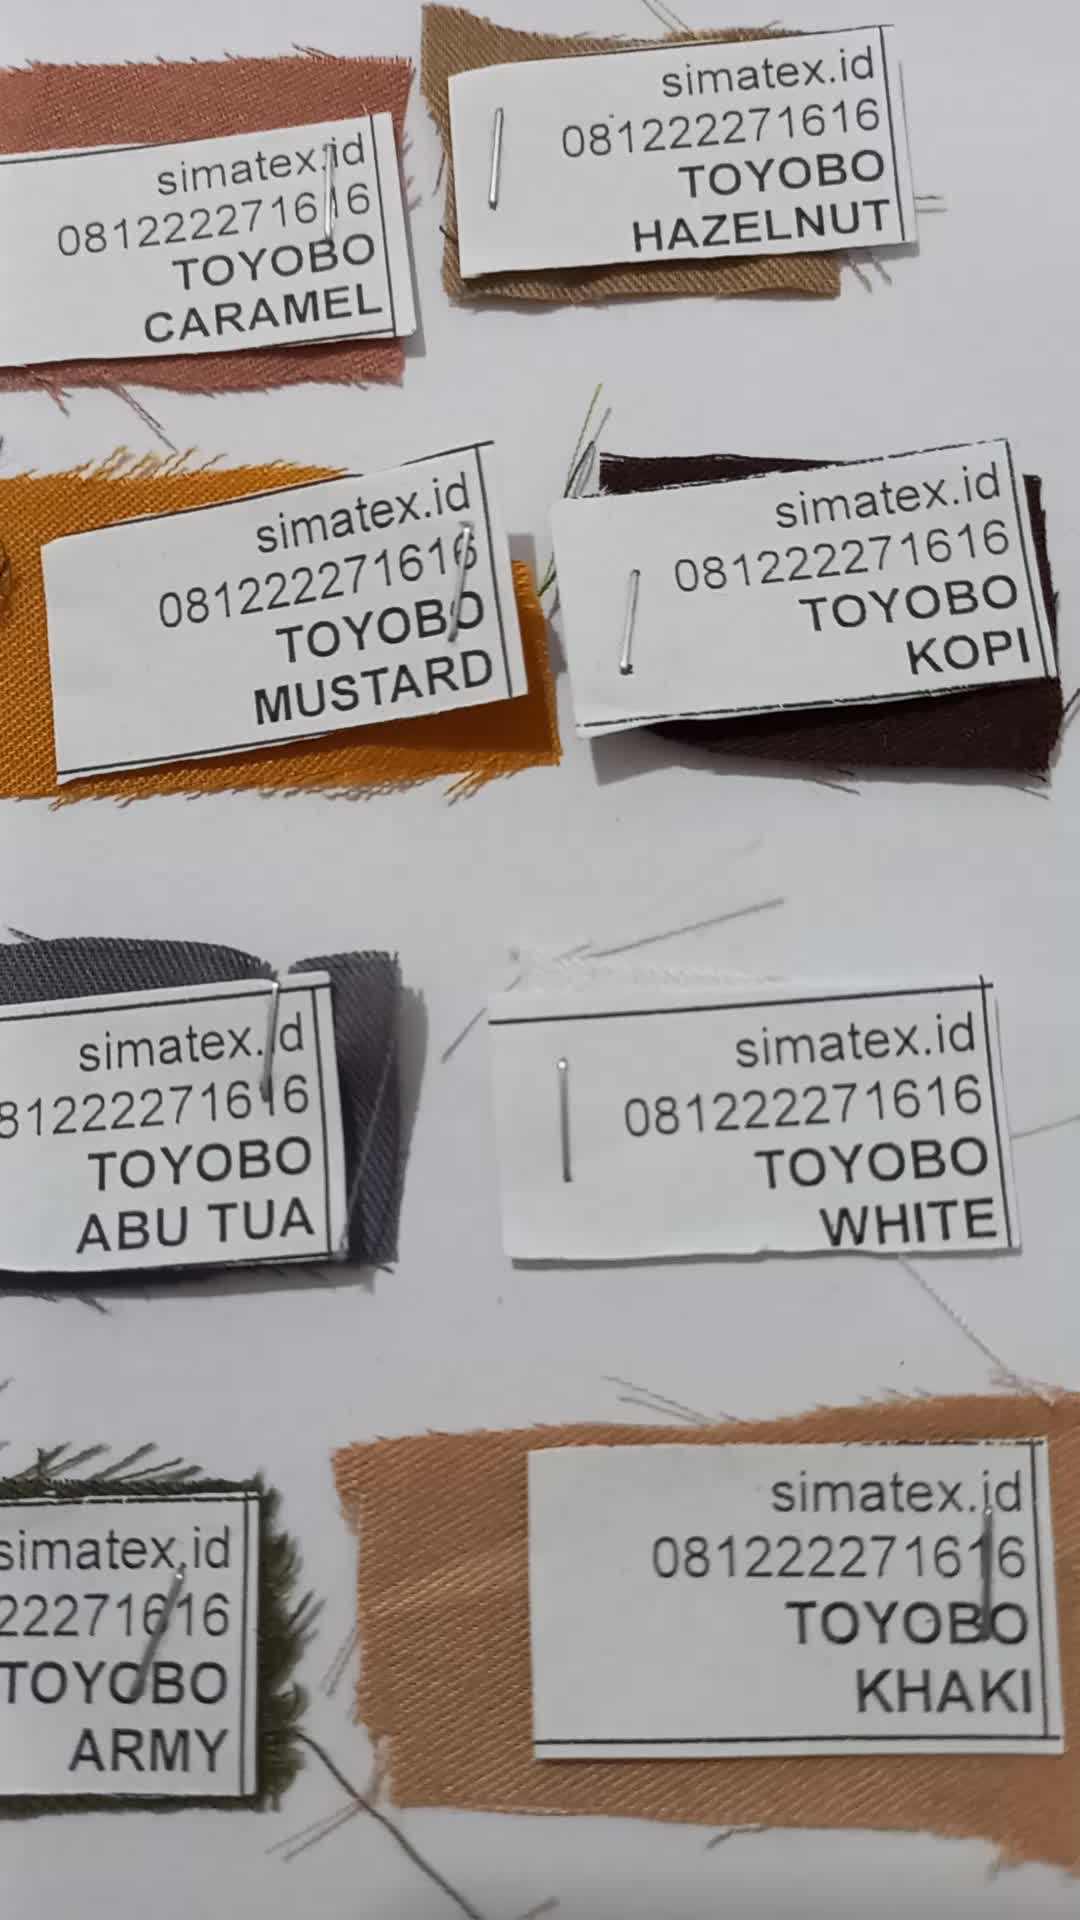 simatex.id
081222271616
TOYOBO
CARAMEL
simatex.id
081222271616
TOYOBO
HAZELNUT
simatex.id
081222271616
TOYOBO
MUSTARD
simatex.id
081222271616
TOYOBO
KOPI
simatex.id
81222271616
TOYOBO
ABU TUA
simatex.id
081222271616
TOYOBO
WHITE
simatex.id
22271616
TOYOBO
ARMY
simatex.id
081222271616
TOYOBO
KHAKI